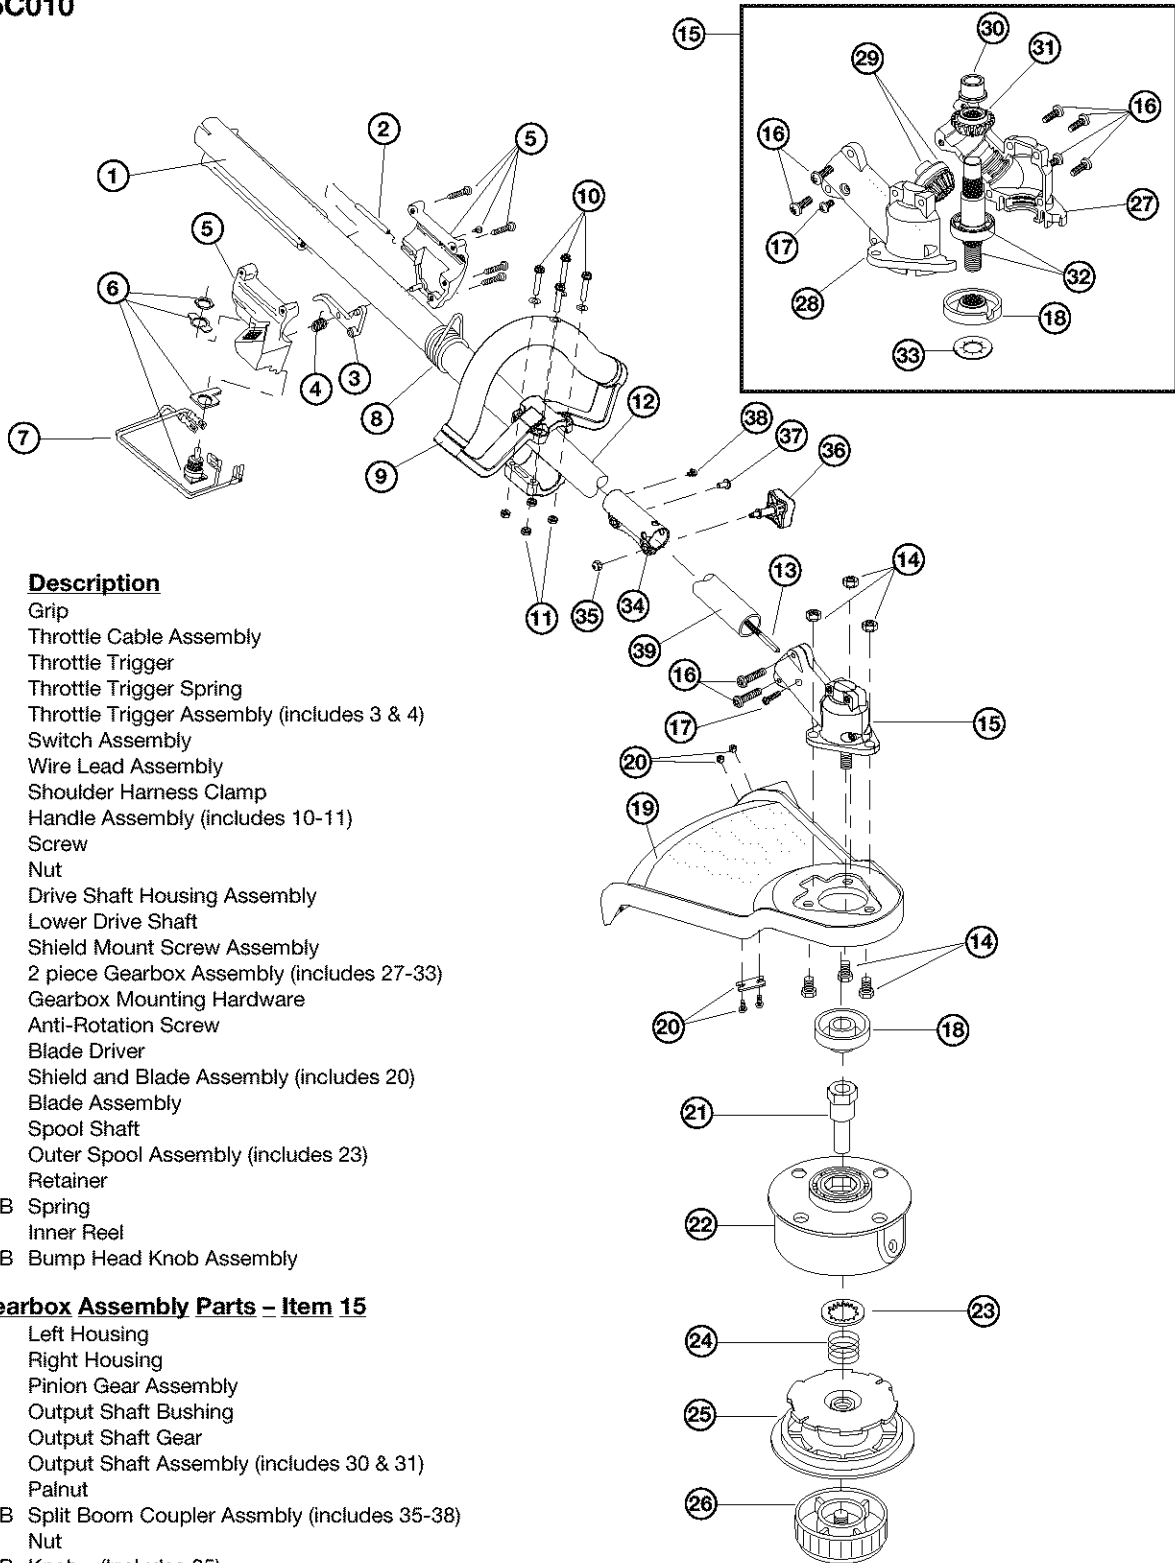 15
30
31
29
16
16
17
27
28
32
18
33
2
5
1
10
5
6
3
4
8
12
7
9
38
37
36
11
35
34
13
14
39
16
17
15
20
19
14
20
18
21
22
23
24
25
26
Description
Grip
Throttle Cable Assembly
Throttle Trigger
Throttle Trigger Spring
Throttle Trigger Assembly (includes 3 & 4)
Switch Assembly
Wire Lead Assembly
Shoulder Harness Clamp
Handle Assembly (includes 10-11)
Screw
Nut
Drive Shaft Housing Assembly
Lower Drive Shaft
Shield Mount Screw Assembly
2 piece Gearbox Assembly (includes 27-33)
Gearbox Mounting Hardware
Anti-Rotation Screw
Blade Driver
Shield and Blade Assembly (includes 20)
Blade Assembly
Spool Shaft
Outer Spool Assembly (includes 23)
Retainer
B Spring
Inner Reel
B Bump Head Knob Assembly
earbox Assembly Parts – Item 15
Left Housing
Right Housing
Pinion Gear Assembly
Output Shaft Bushing
Output Shaft Gear
Output Shaft Assembly (includes 30 & 31)
Palnut
B Split Boom Coupler Assmbly (includes 35-38)
Nut